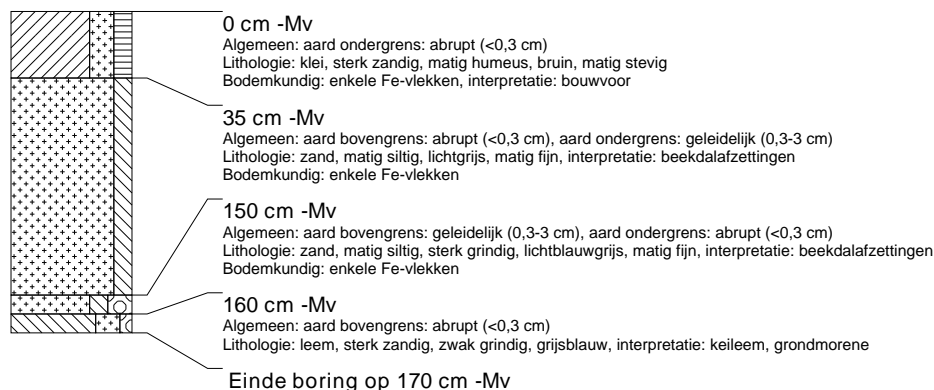 0 cm -Mv
Algemeen: aard ondergrens: abrupt (<0,3 cm)
Lithologie: klei, sterk zandig, matig humeus, bruin, matig stevig
Bodemkundig: enkele Fe-vlekken, interpretatie: bouwvoor
35 cm -Mv
Algemeen: aard bovengrens: abrupt (<0,3 cm), aard ondergrens: geleidelijk (0,3-3 cm)
Lithologie: zand, matig siltig, lichtgrijs, matig fijn, interpretatie: beekdalafzettingen
Bodemkundig: enkele Fe-vlekken
150 cm -Mv
Algemeen: aard bovengrens: geleidelijk (0,3-3 cm), aard ondergrens: abrupt (<0,3 cm)
Lithologie: zand, matig siltig, sterk grindig, lichtblauwgrijs, matig fijn, interpretatie: beekdalafzettingen
Bodemkundig: enkele Fe-vlekken
160 cm -Mv
Algemeen: aard bovengrens: abrupt (<0,3 cm)
Lithologie: leem, sterk zandig, zwak grindig, grijsblauw, interpretatie: keileem, grondmorene
Einde boring op 170 cm -Mv